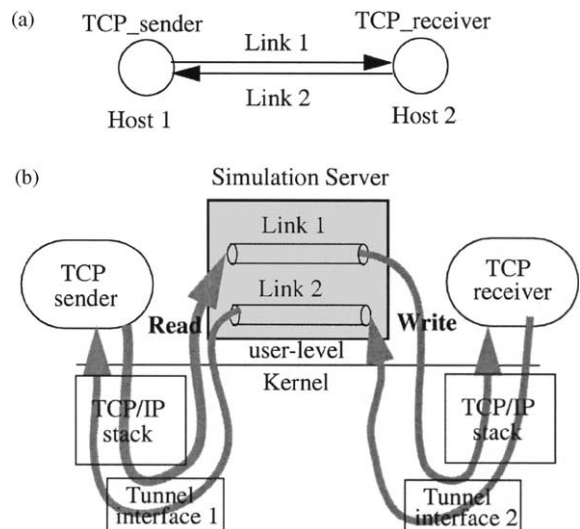 (a)
TCP_sender
TCP_receiver
Link 1
Link 2
Host 1
Host 2
(b)
Simulation Server
Link 1
TCP
sender
Link 2
TCP
receiver
Read
Write
user-level
Kernel
TCP/IP
stack
TCP/IP
stack
Tunnel
interface 1
Tunnel
interface 2